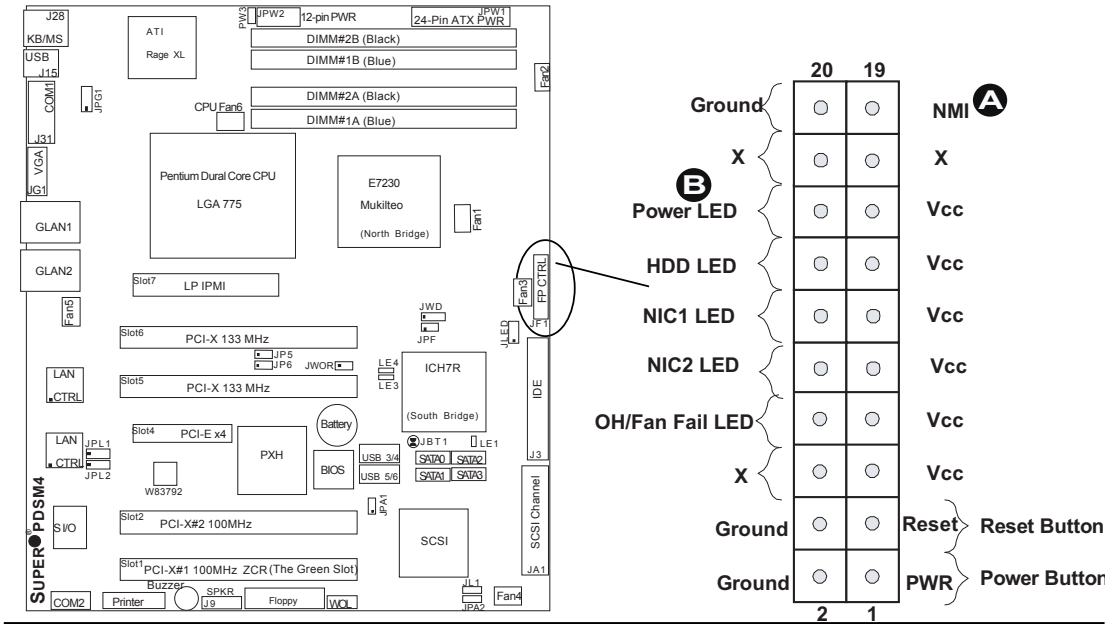 J28
KB/MS
USB
J15
COM1
J31
VGA
JG1
GLAN1
GLAN2
Fan5
JPG1
ATI
Rage XL
PW3
JPW2
12-pin PWR
JPW1
24-Pin ATX PWR
DIMM#2B (Black)
DIMM#1B (Blue)
DIMM#2A (Black)
DIMM#1A (Blue)
Fan2
CPU Fan6
Pentium Dural Core CPU
LGA 775
E7230
Mukilteo
(North Bridge)
Fan1
Slot7
LP IPMI
Fan3
FP CTRL
JF1
JWD
JPF
JLED
Slot6
PCI-X 133 MHz
JP5
JP6
JWOR
LE4
LE3
ICH7R
(South Bridge)
IDE
J3
LAN
CTRL
Slot5
PCI-X 133 MHz
Slot4
PCI-E x4
Battery
JBT1
LE1
LAN
CTRL
JPL1
JPL2
W83792
PXH
BIOS
USB 3/4
USB 5/6
SATA0
SATA2
SATA1
SATA3
JPA1
SUPER® PDSM4
S I/O
Slot2
PCI-X#2 100MHz
SCSI
SCSI Channel
JA1
Slot1
PCI-X#1 100MHz ZCR (The Green Slot)
Buzzer
COM2
Printer
SPKR
J9
Floppy
WOL
JL1
JPA2
Fan4
20 19
Ground NMI A
X X
B
Power LED Vcc
HDD LED Vcc
NIC1 LED Vcc
NIC2 LED Vcc
OH/Fan Fail LED Vcc
X Vcc
Ground Reset Reset Button
Ground PWR Power Button
2 1